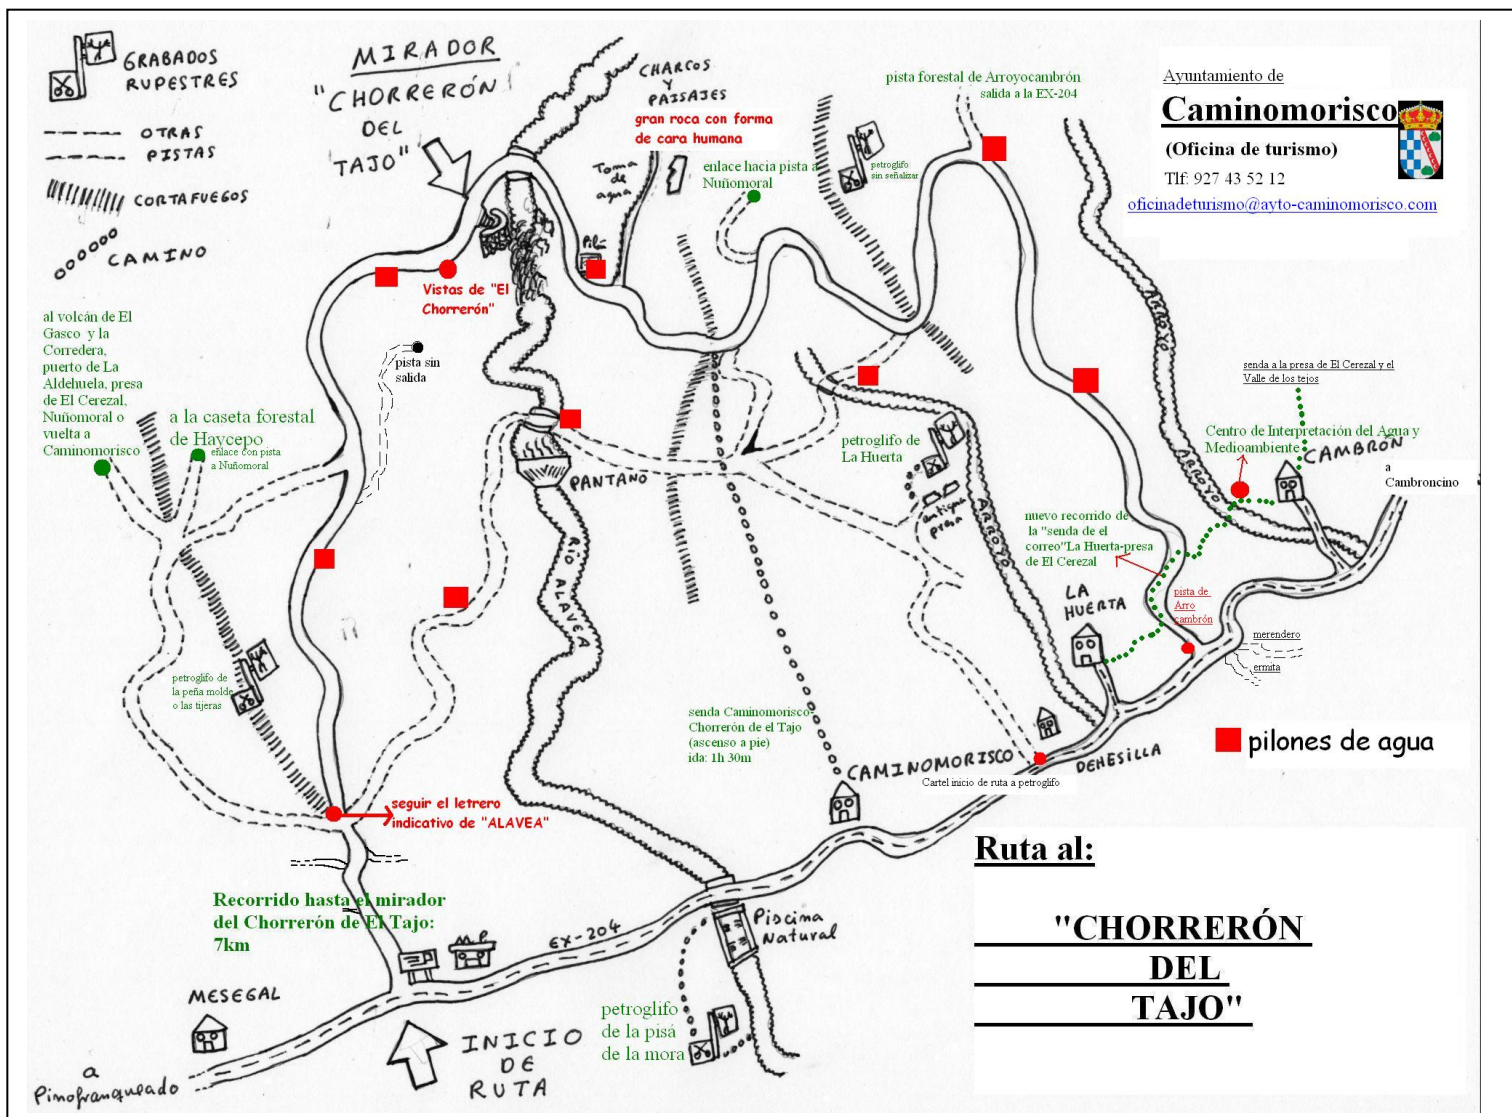 GRABADOS
RUPESTRES
OTRAS
PISTAS
CORTAFUEGOS
CAMINO
MIRADOR
"CHORRERÓN
DEL
TAJO"
CHARCOS
Y
PAISAJES
gran roca con forma
de cara humana
Toma
de
agua
enlace hacia pista a
Nuñomoral
petroglifo
sin señalizar
pista forestal de Arroyocambrón
salida a la EX-204
Ayuntamiento de
Caminomorisco
(Oficina de turismo)
Tlf: 927 43 52 12
oficinadeturismo@ayto-caminomorisco.com
Pilón
Vistas de "El
Chorrerón"
pista sin
salida
al volcán de El
Gasco y la
Corredera,
puerto de La
Aldehuela, presa
de El Cerezal,
Nuñomoral o
vuelta a
Caminomorisco
a la caseta forestal
de Haycepo
enlace con pista
a Nuñomoral
PANTANO
RÍO ALAVEA
petroglifo de
La Huerta
antigua
presa
ARROYO
ARROYO
ARROYO
senda a la presa de El Cerezal y el
Valle de los tejos
Centro de Interpretación del Agua y
Medioambiente
CAMBRÓN
a
Cambroncino
nuevo recorrido de
la "senda de el
correo"La Huerta-presa
de El Cerezal
LA
HUERTA
pista de
Arro
cambrón
merendero
ermita
petroglifo de
la peña molde
o las tijeras
senda Caminomorisco-
Chorrerón de el Tajo
(ascenso a pie)
ida: 1h 30m
CAMINOMORISCO
DEHESILLA
Cartel inicio de ruta a petroglifo
pilones de agua
seguir el letrero
indicativo de "ALAVEA"
Recorrido hasta el mirador
del Chorrerón de El Tajo:
7km
M.P.
EX-204
Piscina
Natural
MESEGAL
a
Pinofranqueado
INICIO
DE
RUTA
petroglifo
de la pisá
de la mora
Ruta al:
"CHORRERÓN
DEL
TAJO"